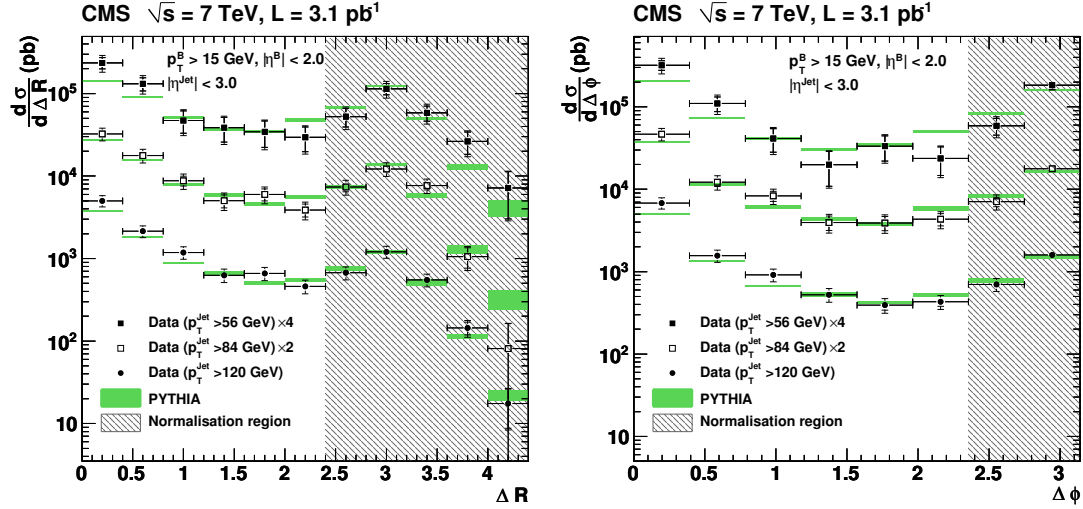 CMS √s = 7 TeV, L = 3.1 pb⁻¹
dσ/dΔR (pb)
p_T^B > 15 GeV, |η^B| < 2.0
|η^Jet| < 3.0
10⁵
10⁴
10³
10²
10
Data (p_T^Jet >56 GeV) ×4
Data (p_T^Jet >84 GeV) ×2
Data (p_T^Jet >120 GeV)
PYTHIA
Normalisation region
0 0.5 1 1.5 2 2.5 3 3.5 4
Δ R
CMS √s = 7 TeV, L = 3.1 pb⁻¹
dσ/dΔϕ (pb)
p_T^B > 15 GeV, |η^B| < 2.0
|η^Jet| < 3.0
10⁵
10⁴
10³
10²
10
Data (p_T^Jet >56 GeV) ×4
Data (p_T^Jet >84 GeV) ×2
Data (p_T^Jet >120 GeV)
PYTHIA
Normalisation region
0 0.5 1 1.5 2 2.5 3
Δ ϕ